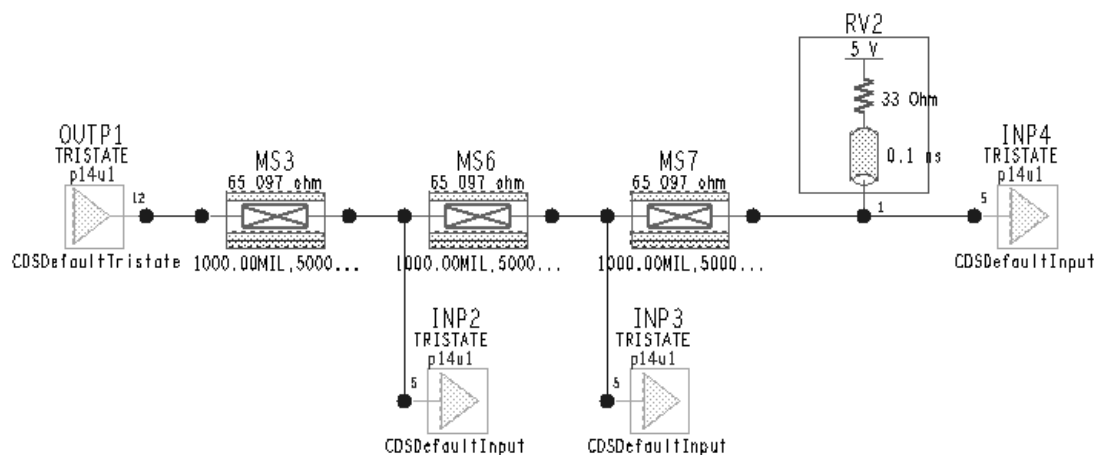 RV2
5 V
33 Ohm
0.1 ns
OUTP1
TRISTATE
p14u1
12
CDSDefaultTristate
MS3
65.097 ohm
1000.00MIL,5000...
MS6
65.097 ohm
1000.00MIL,5000...
MS7
65.097 ohm
1000.00MIL,5000...
1
INP4
TRISTATE
p14u1
5
CDSDefaultInput
INP2
TRISTATE
p14u1
5
CDSDefaultInput
INP3
TRISTATE
p14u1
5
CDSDefaultInput